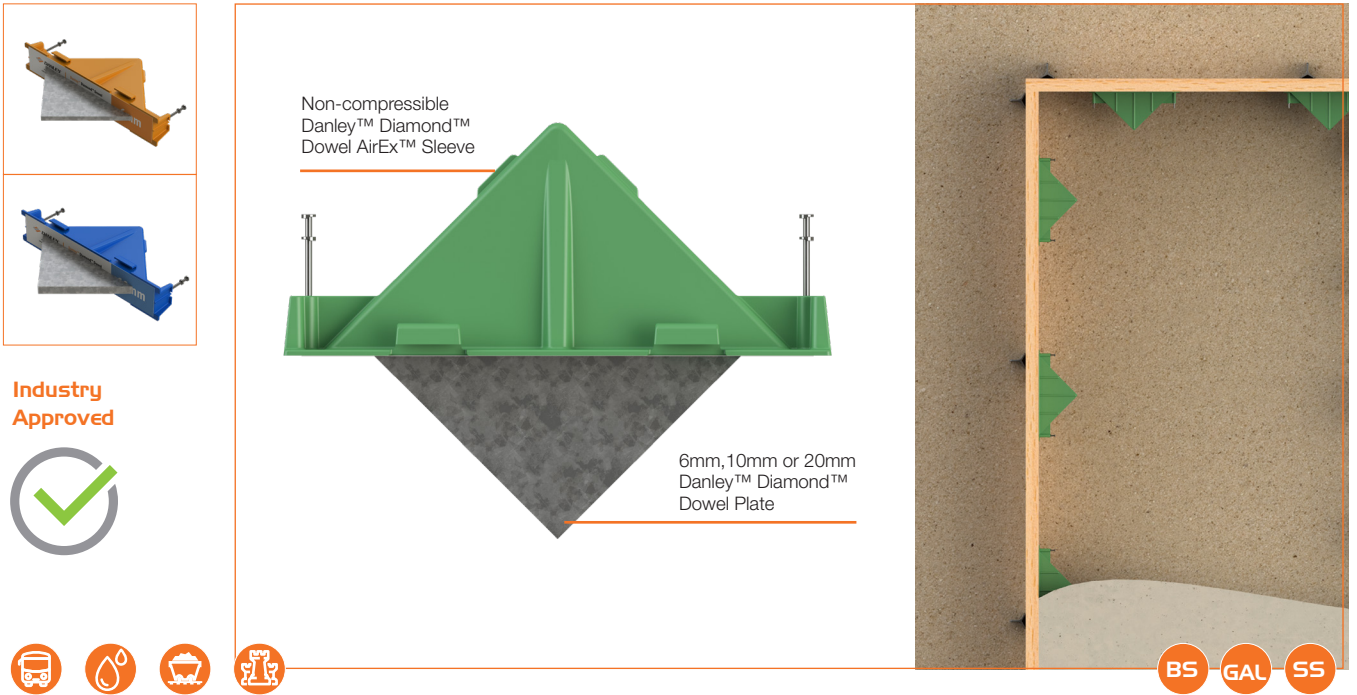 Non-compressible
Danley™ Diamond™
Dowel AirEx™ Sleeve
Industry
Approved
6mm,10mm or 20mm
Danley™ Diamond™
Dowel Plate
BS GAL SS